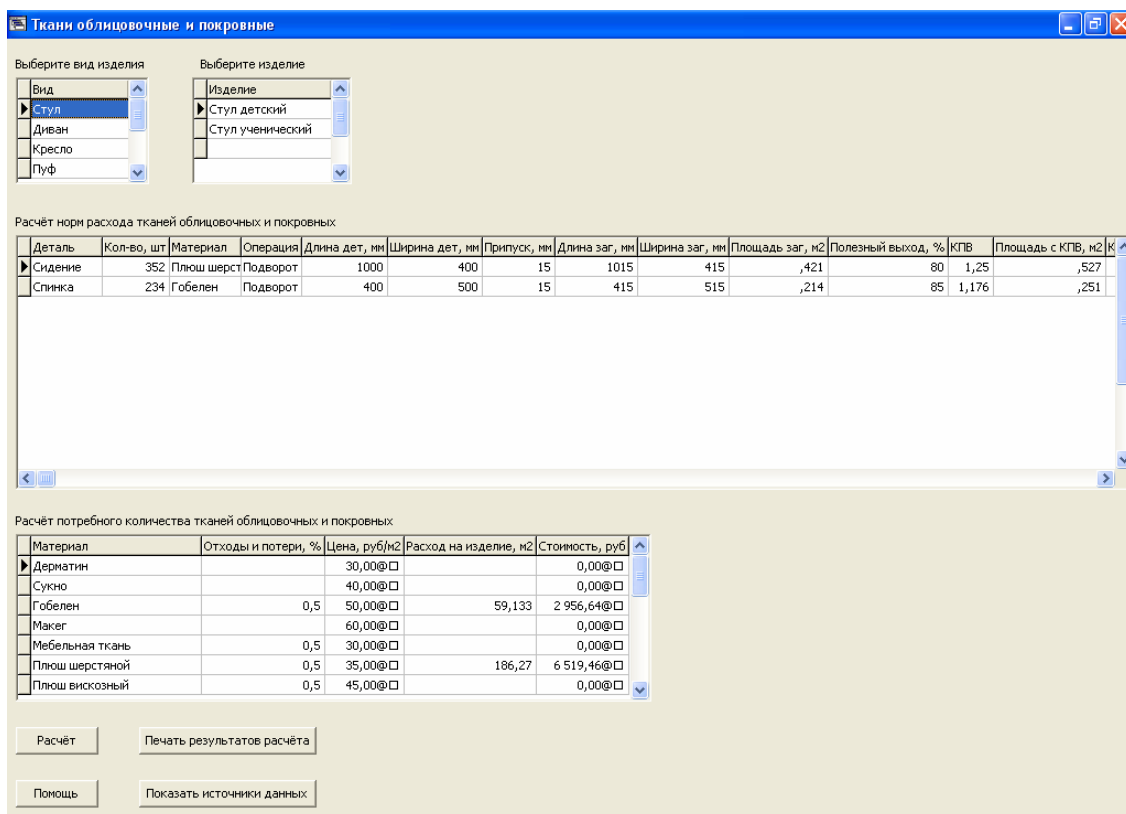 Ткани облицовочные и покровные
Выберите вид изделия Выберите изделие
Вид Изделие
Стул Стул детский
Диван Стул ученический
Кресло
Пуф
Расчёт норм расхода тканей облицовочных и покровных
Деталь Кол-во, шт Материал Операция Длина дет, мм Ширина дет, мм Припуск, мм Длина заг, мм Ширина заг, мм Площадь заг, м2 Полезный выход, % КПВ Площадь с КПВ, м2 К
Сидение 352 Плюш шерст Подворот 1000 400 15 1015 415 ,421 80 1,25 ,527
Спинка 234 Гобелен Подворот 400 500 15 415 515 ,214 85 1,176 ,251
Расчёт потребного количества тканей облицовочных и покровных
Материал Отходы и потери, % Цена, руб/м2 Расход на изделие, м2 Стоимость, руб
Дерматин 30,00@□ 0,00@□
Сукно 40,00@□ 0,00@□
Гобелен 0,5 50,00@□ 59,133 2 956,64@□
Макег 60,00@□ 0,00@□
Мебельная ткань 0,5 30,00@□ 0,00@□
Плюш шерстяной 0,5 35,00@□ 186,27 6 519,46@□
Плюш вискозный 0,5 45,00@□ 0,00@□
Расчёт Печать результатов расчёта
Помощь Показать источники данных